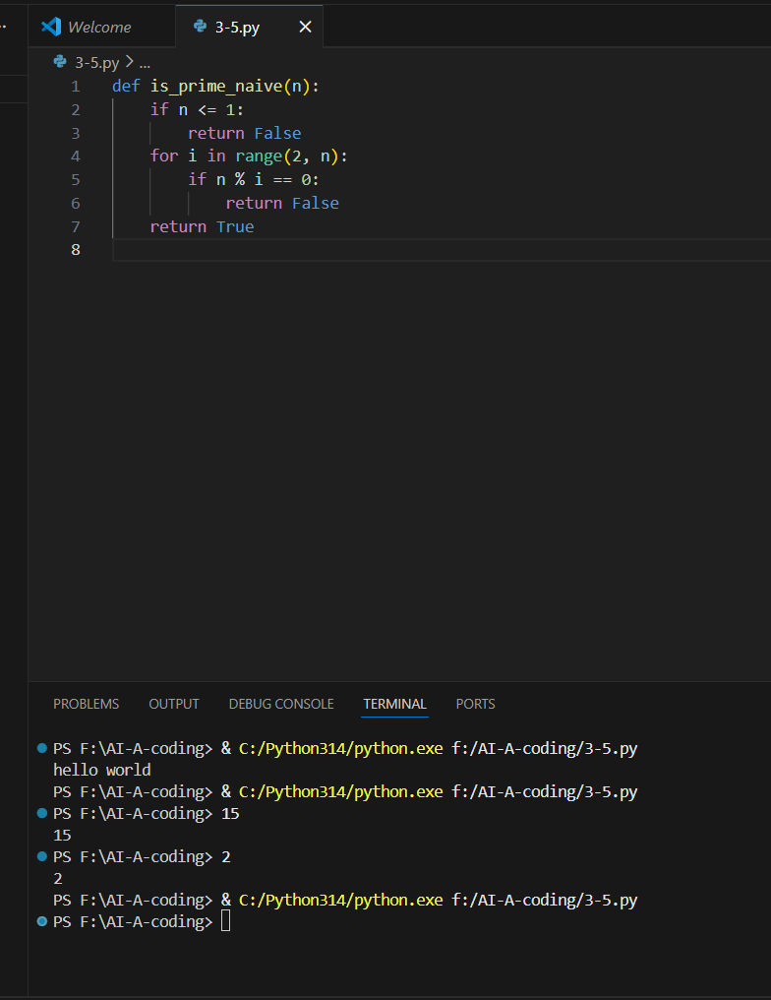 Welcome
3-5.py
3-5.py > ...
1 def is_prime_naive(n):
2     if n <= 1:
3         return False
4     for i in range(2, n):
5         if n % i == 0:
6             return False
7     return True
8
PROBLEMS OUTPUT DEBUG CONSOLE TERMINAL PORTS
PS F:\AI-A-coding> & C:/Python314/python.exe f:/AI-A-coding/3-5.py
hello world
PS F:\AI-A-coding> & C:/Python314/python.exe f:/AI-A-coding/3-5.py
PS F:\AI-A-coding> 15
15
PS F:\AI-A-coding> 2
2
PS F:\AI-A-coding> & C:/Python314/python.exe f:/AI-A-coding/3-5.py
PS F:\AI-A-coding>